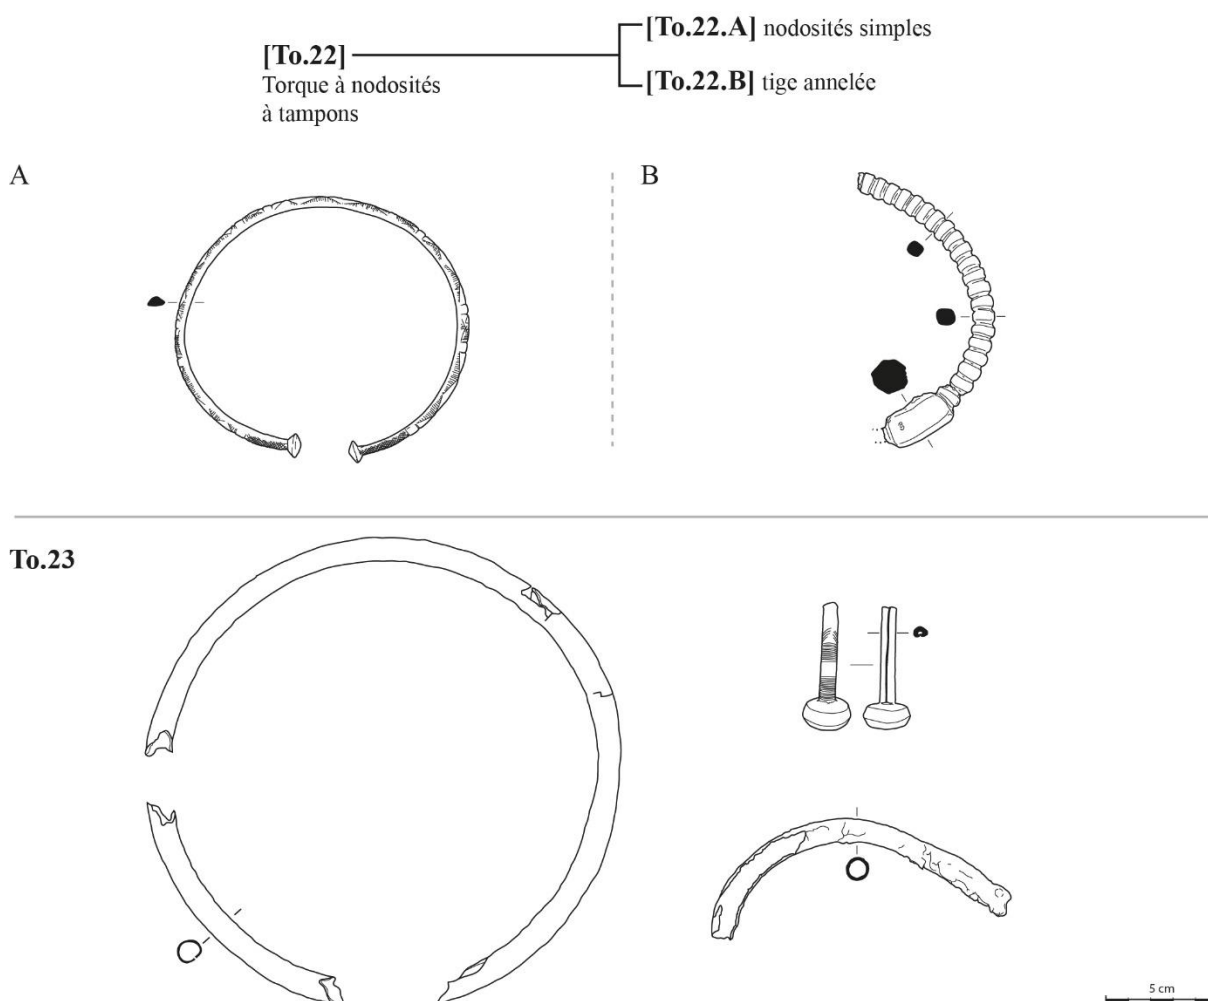 [To.22.A] nodosités simples
[To.22]
Torque à nodosités
à tampons
[To.22.B] tige annelée
A
B
To.23
5 cm